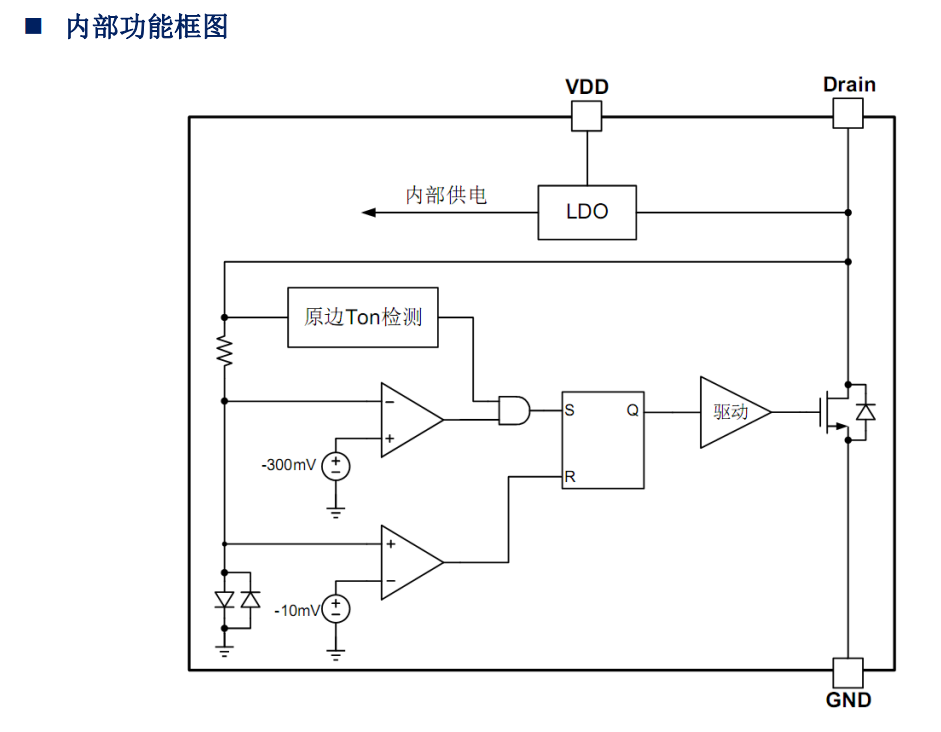 ■ 内部功能框图
VDD
Drain
内部供电
LDO
原边Ton检测
−
+
-300mV
+
−
S
Q
R
驱动
+
−
-10mV
+
−
GND